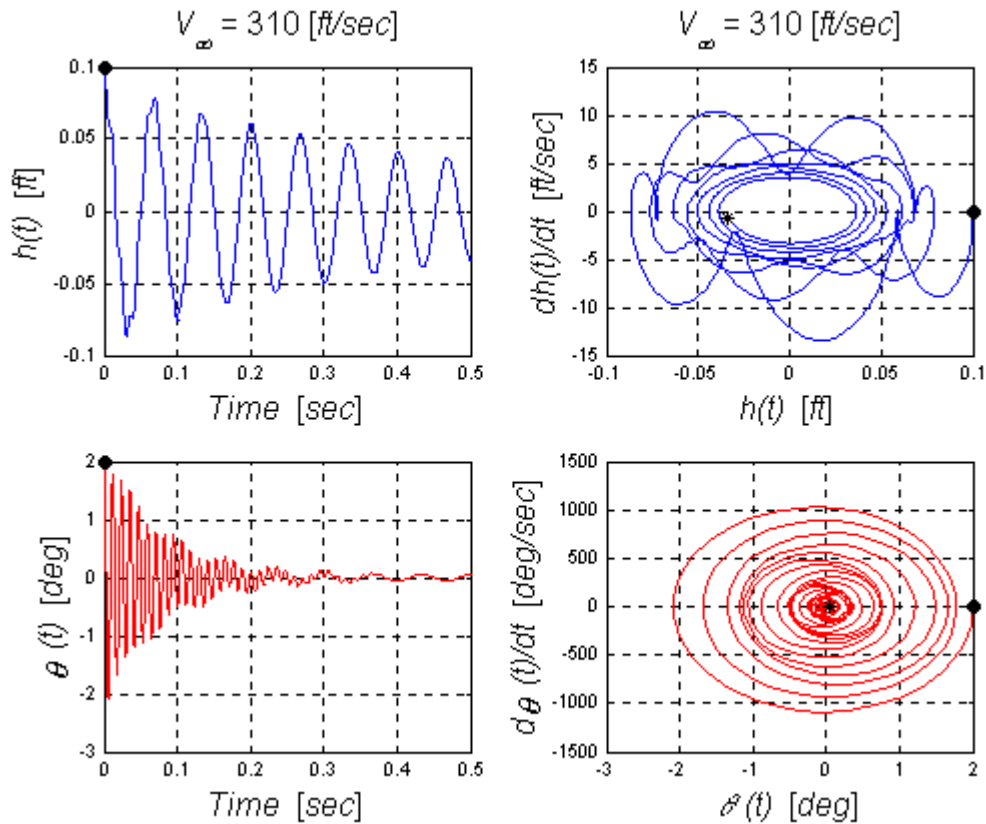 V∞ = 310 [ft/sec]
0.1
0.05
0
-0.05
-0.1
h(t) [ft]
0 0.1 0.2 0.3 0.4 0.5
Time [sec]
V∞ = 310 [ft/sec]
15
10
5
0
-5
-10
-15
dh(t)/dt [ft/sec]
-0.1 -0.05 0 0.05 0.1
h(t) [ft]
2
1
0
-1
-2
-3
θ (t) [deg]
0 0.1 0.2 0.3 0.4 0.5
Time [sec]
1500
1000
500
0
-500
-1000
-1500
dθ (t)/dt [deg/sec]
-3 -2 -1 0 1 2
θ (t) [deg]